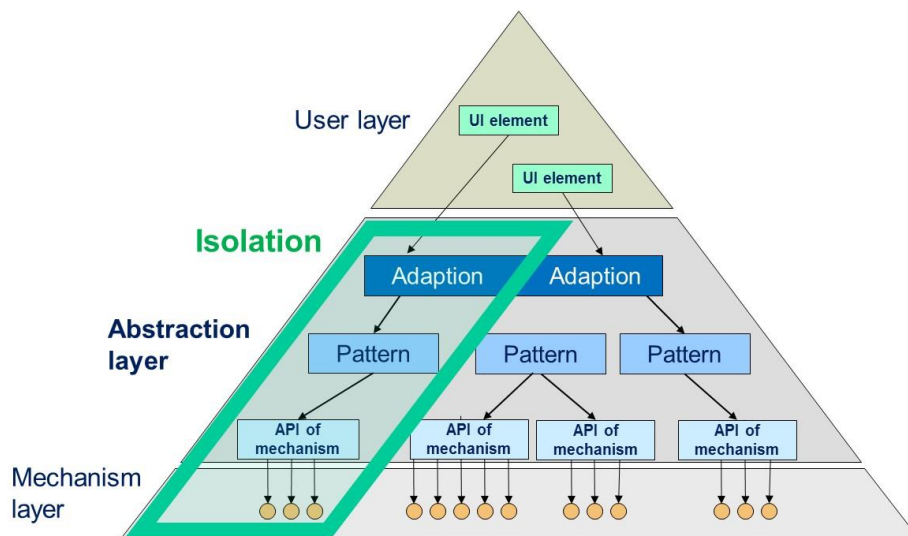 User layer
UI element
UI element
Isolation
Adaption
Adaption
Abstraction
layer
Pattern
Pattern
Pattern
API of
mechanism
API of
mechanism
API of
mechanism
API of
mechanism
Mechanism
layer